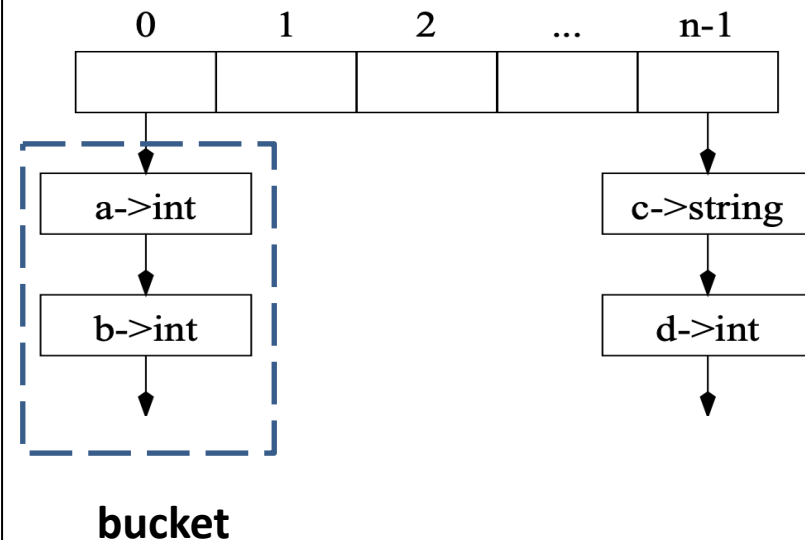 0 1 2 ... n-1
a->int c->string
b->int d->int
bucket